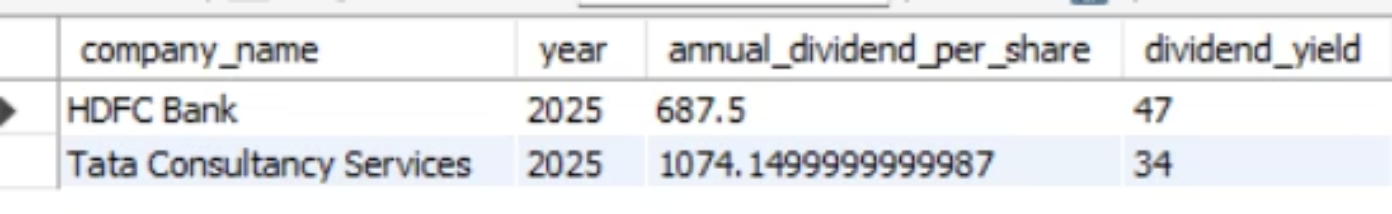 company_name year annual_dividend_per_share dividend_yield
HDFC Bank 2025 687.5 47
Tata Consultancy Services 2025 1074.1499999999987 34